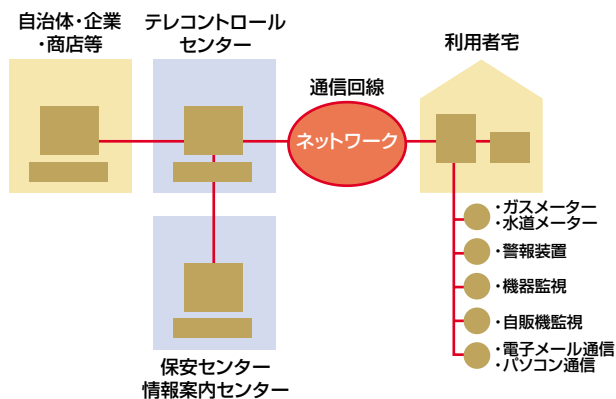 自治体・企業
・商店等
テレコントロール
センター
通信回線
ネットワーク
利用者宅
・ガスメーター
・水道メーター
・警報装置
・機器監視
・自販機監視
・電子メール通信
・パソコン通信
保安センター
情報案内センター